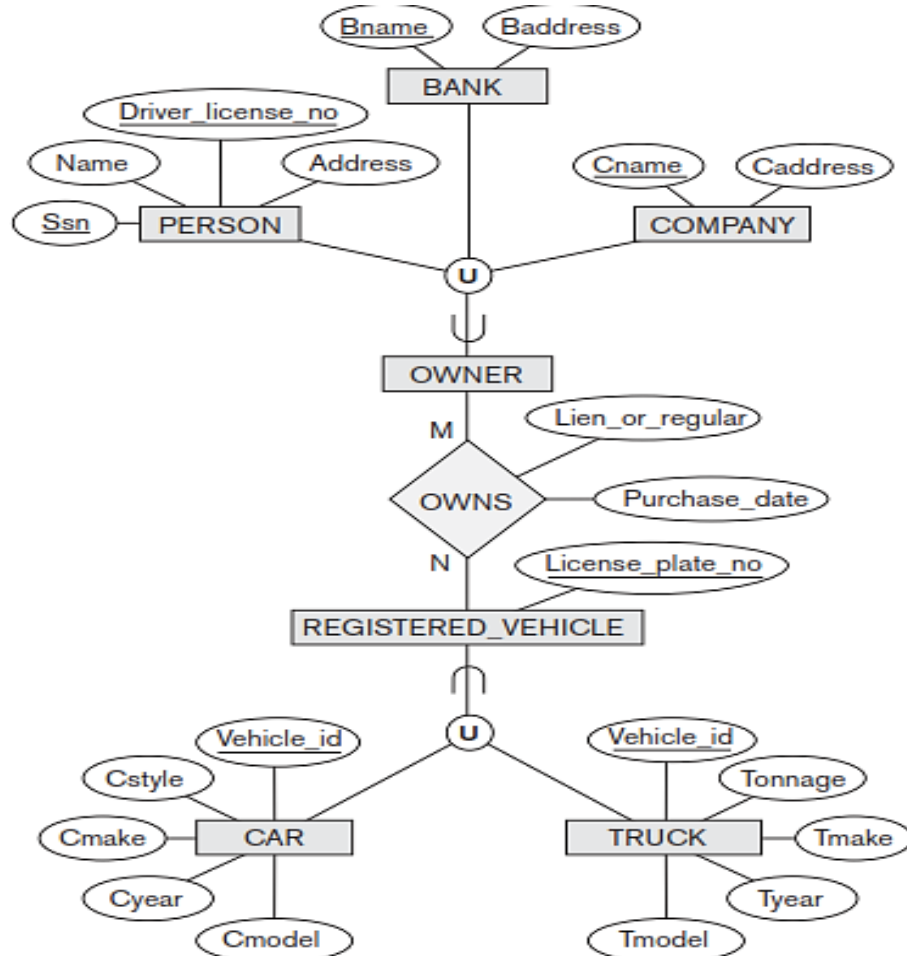 Bname Baddress
BANK
Driver_license_no
Name Address
Cname Caddress
Ssn PERSON COMPANY
U
OWNER
M Lien_or_regular
OWNS Purchase_date
N License_plate_no
REGISTERED_VEHICLE
U
Vehicle_id Vehicle_id
Cstyle Tonnage
Cmake CAR TRUCK Tmake
Cyear Tyear
Cmodel Tmodel